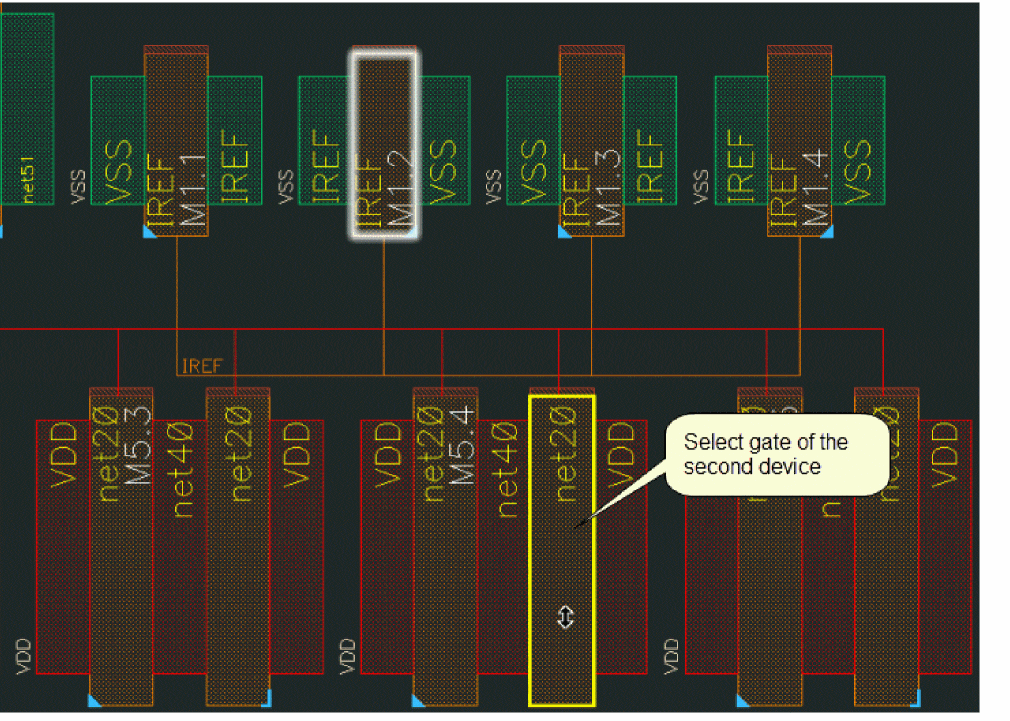 net51
VSS
VSS
IREF
M1.1
IREF
VSS
IREF
IREF
M1.2
VSS
VSS
VSS
IREF
M1.3
IREF
VSS
IREF
IREF
M1.4
VSS
IREF
VDD
VDD
net20
M5.3
net40
net20
VDD
VDD
VDD
net20
M5.4
net40
net20
VDD
Select gate of the
second device
VDD
net20
VDD